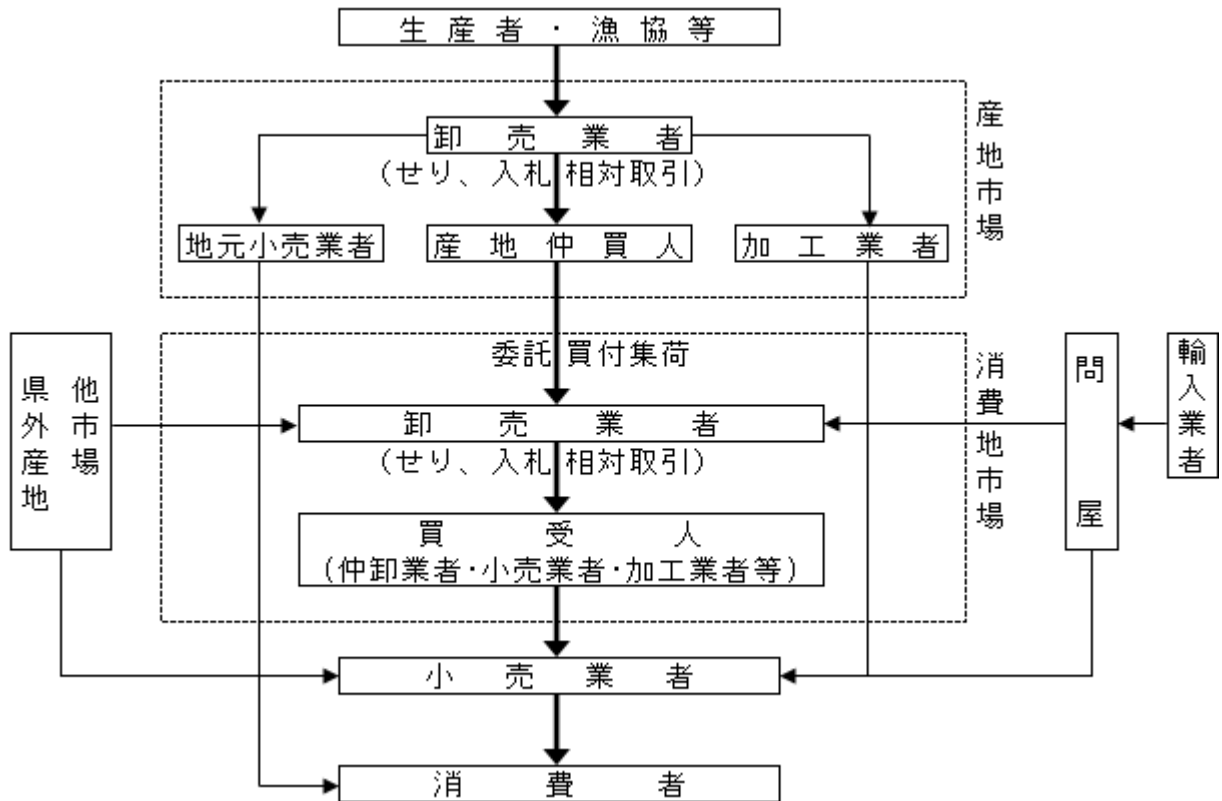 生産者・漁協等
産地市場
卸売業者
(せり、入札 相対取引)
地元小売業者
産地仲買人
加工業者
委託 買付集荷
消費地市場
県外産地
他市場
問屋
輸入業者
卸売業者
(せり、入札 相対取引)
買受人
(仲卸業者・小売業者・加工業者等)
小売業者
消費者